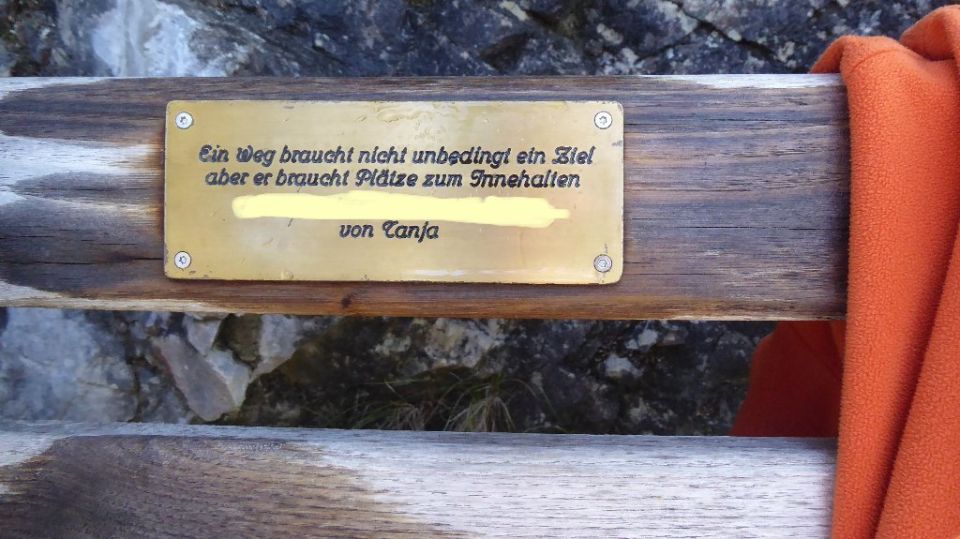 Ein Weg braucht nicht unbedingt ein Ziel
aber er braucht Plätze zum Innehalten
von Tanja